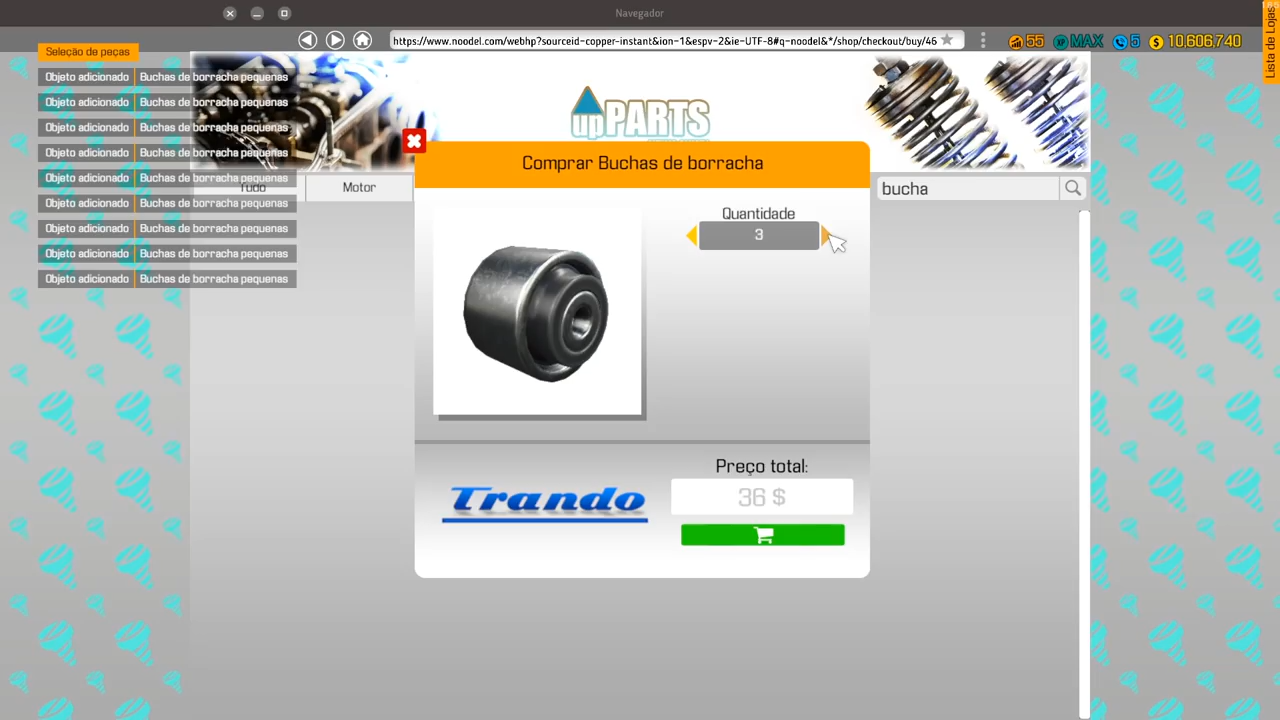 Navegador
https://www.noodel.com/webhp?sourceid-copper-instant&ion-1&espv-2&ie-UTF-8#q-noodel&*/shop/checkout/buy/46
55
XP MAX
5
$ 10,606,740
Lista de Lojas
Seleção de peças
Objeto adicionado Buchas de borracha pequenas
Objeto adicionado Buchas de borracha pequenas
Objeto adicionado Buchas de borracha pequenas
Objeto adicionado Buchas de borracha pequenas
Objeto adicionado Buchas de borracha pequenas
Objeto adicionado Buchas de borracha pequenas
Objeto adicionado Buchas de borracha pequenas
Objeto adicionado Buchas de borracha pequenas
Objeto adicionado Buchas de borracha pequenas
upPARTS
Tudo
Motor
bucha
Comprar Buchas de borracha
Quantidade
3
Trando
Preço total:
36 $